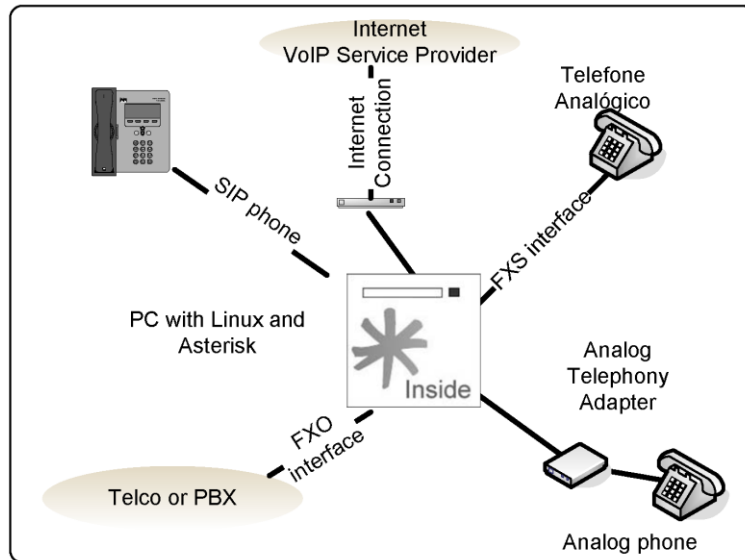 Internet
VoIP Service Provider
Telefone
Analógico
Internet
Connection
SIP phone
FXS interface
PC with Linux and
Asterisk
Inside
Analog
Telephony
Adapter
FXO
interface
Telco or PBX
Analog phone